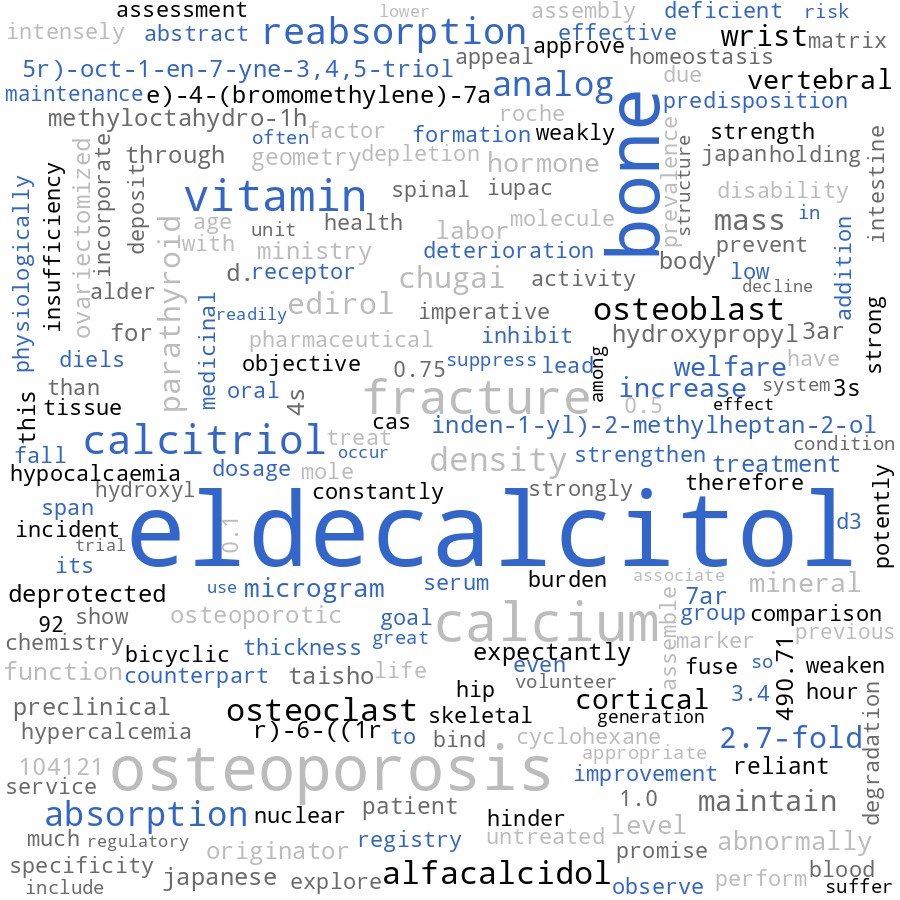 assessment
lower
assembly
deficient
risk
intensely
abstract
reabsorption
effective
wrist
matrix
approve
appeal
homeostasis
5r)-oct-1-en-7-yne-3,4,5-triol
analog
due
vertebral
maintenance
e)-4-(bromomethylene)-7a
bone
predisposition
methyloctahydro-1h
roche
often
factor
formation
weakly
prevalence
strength
structure
through
geometry
depletion
hormone
japan
holding
intestine
ovariectomized
incorporate
deposit
physiologically
insufficiency
vitamin
spinal
iupac
disability
age
unit
health
labor
molecule
mass
in
parathyroid
with
ministry
deterioration
prevent
addition
d.
receptor
chugai
activity
body
low
decline
alder
medicinal
readily
edirol
imperative
osteoblast
strong
for
pharmaceutical
inhibit
hydroxypropyl
3ar
diels
objective
0.75
suppress
lead
among
welfare
have
than
oral
4s
fracture
increase
system
3s
this
tissue
cas
0.5
effect
calcitriol
treat
inden-1-yl)-2-methylheptan-2-ol
fall
occur
condition
hypocalcaemia
dosage
mole
density
strengthen
treatment
hydroxyl
constantly
strongly
therefore
potently
span
eldecalcitol
incident
0.1
d3
trial
its
use
microgram
serum
burden
associate
mineral
deprotected
7ar
assemble
92
show
osteoporotic
goal
calcium
group
comparison
chemistry
thickness
great
marker
previous
bicyclic
expectantly
function
counterpart
taisho
life
even
fuse
so
490.71
weaken
volunteer
hip
3.4
hour
preclinical
osteoclast
skeletal
cortical
generation
degradation
hypercalcemia
r)-6-((1r
to
bind
cyclohexane
2.7-fold
appropriate
104121
osteoporosis
improvement
reliant
service
1.0
maintain
absorption
nuclear
patient
hinder
level
much
regulatory
registry
untreated
abnormally
originator
promise
specificity
blood
include
japanese
explore
alfacalcidol
observe
perform
suffer